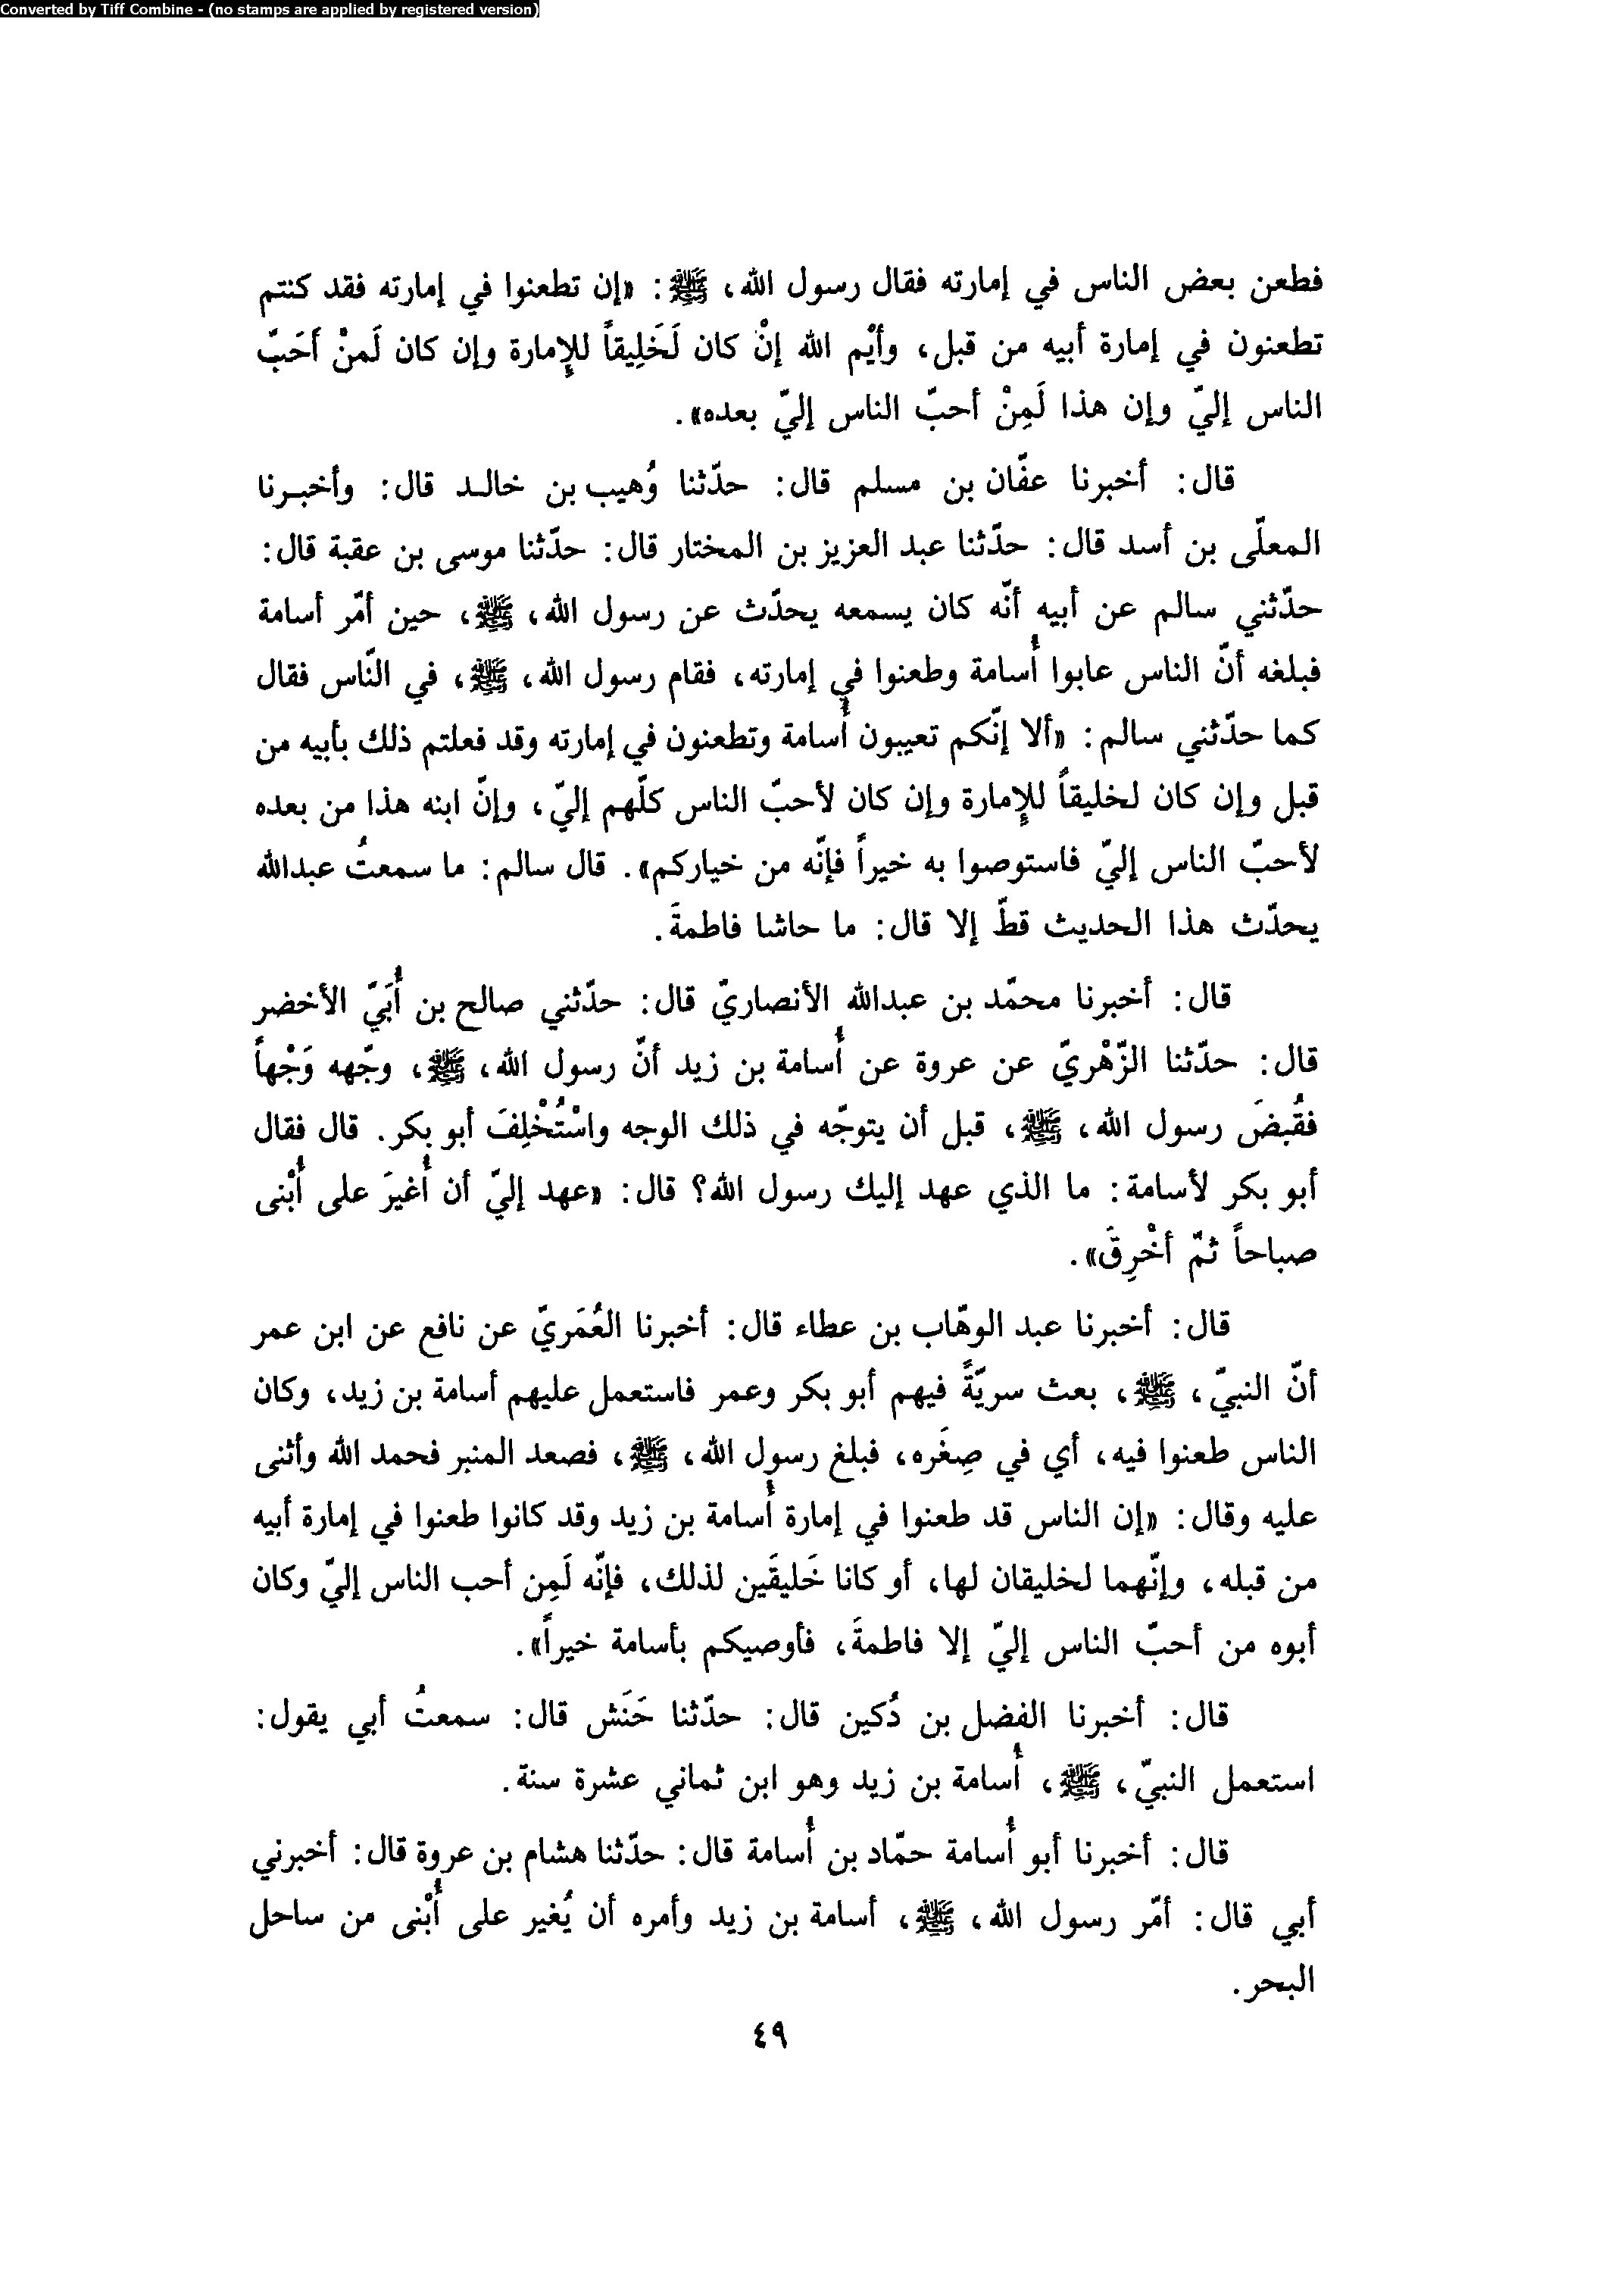 Converted by Tiff Combine - (no stamps are applied by registered version)
فطعن بعض الناس في إمارته فقال رسول الله، ﷺ: «إن تطعنوا في إمارته فقد كنتم
تطعنون في إمارة أبيه من قبل، وأيْم الله إنْ كان لَخَلِيقاً للإِمارة وإن كان لَمنْ أَحَبّ
الناس إليّ وإن هذا لَمِنْ أحبّ الناس إليّ بعده».
قال: أخبرنا عفّان بن مسلم قال: حدّثنا وُهيب بن خالـد قال: وأخبـرنا
المعلّى بن أسد قال: حدّثنا عبد العزيز بن المختار قال: حدّثنا موسى بن عقبة قال:
حدّثني سالم عن أبيه أنّه كان يسمعه يحدّث عن رسول الله، ﷺ، حين أمّر أسامة
فبلغه أنّ الناس عابوا أُسامة وطعنوا في إمارته، فقام رسول الله، ﷺ، في النّاس فقال
كما حدّثني سالم: «ألا إنّكم تعيبون أُسامة وتطعنون في إمارته وقد فعلتم ذلك بأبيه من
قبل وإن كان لخليقاً للإِمارة وإن كان لأحبّ الناس كلّهم إليّ، وإنّ ابنه هذا من بعده
لأحبّ الناس إليّ فاستوصوا به خيراً فإنّه من خياركم». قال سالم: ما سمعتُ عبدالله
يحدّث هذا الحديث قطّ إلا قال: ما حاشا فاطمةَ.
قال: أخبرنا محمّد بن عبدالله الأنصاريّ قال: حدّثني صالح بن أُبَيّ الأخضر
قال: حدّثنا الزّهْريّ عن عروة عن أُسامة بن زيد أنّ رسول الله، ﷺ، وجّهه وَجْهاً
فقُبضَ رسول الله، ﷺ، قبل أن يتوجّه في ذلك الوجه واسْتُخْلِفَ أبو بكر. قال فقال
أبو بكر لأسامة: ما الذي عهد إليك رسول الله؟ قال: «عهد إليّ أن أُغيرَ على أُبْنى
صباحاً ثمّ أخْرِقَ».
قال: أخبرنا عبد الوهّاب بن عطاء قال: أخبرنا العُمَريّ عن نافع عن ابن عمر
أنّ النبيّ، ﷺ، بعث سريّةً فيهم أبو بكر وعمر فاستعمل عليهم أسامة بن زيد، وكان
الناس طعنوا فيه، أي في صِغَره، فبلغ رسول الله، ﷺ، فصعد المنبر فحمد الله وأثنى
عليه وقال: «إن الناس قد طعنوا في إمارة أُسامة بن زيد وقد كانوا طعنوا في إمارة أبيه
من قبله، وإنّهما لخليقان لها، أو كانا خَليقَين لذلك، فإنّه لَمِن أحب الناس إليّ وكان
أبوه من أحبّ الناس إليّ إلا فاطمةَ، فأوصيكم بأسامة خيراً».
قال: أخبرنا الفضل بن دُكين قال: حدّثنا حَنَش قال: سمعتُ أبي يقول:
استعمل النبيّ، ﷺ، أُسامة بن زيد وهو ابن ثماني عشرة سنة.
قال: أخبرنا أبو أُسامة حمّاد بن أُسامة قال: حدّثنا هشام بن عروة قال: أخبرني
أبي قال: أمّر رسول الله، ﷺ، أسامة بن زيد وأمره أن يُغير على أُبْنى من ساحل
البحر.
٤٩